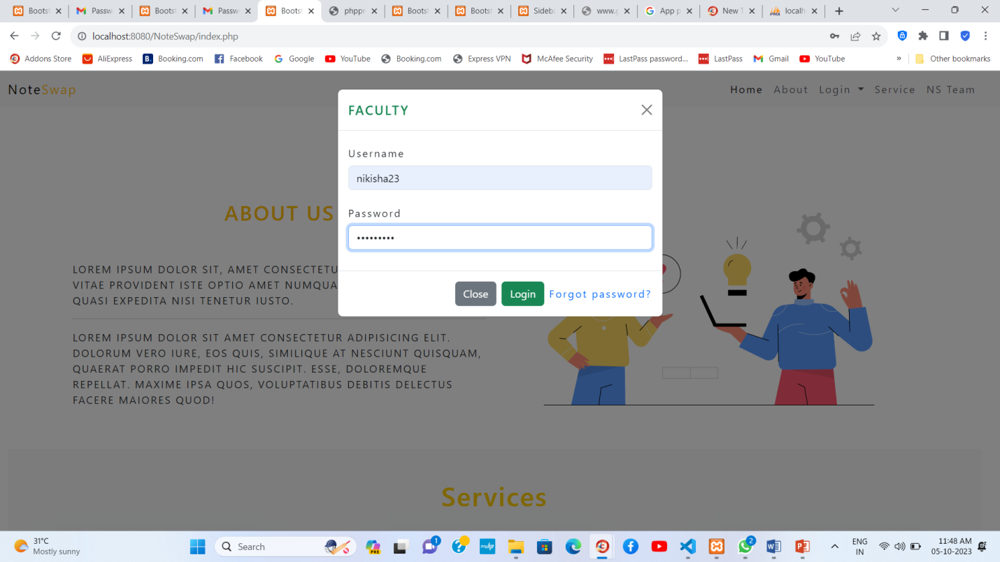 Bootst
Passwo
Bootst
Passwo
Bootst
phppr
Bootst
Bootst
Sideba
www.g
App p
New T
localh
localhost:8080/NoteSwap/index.php
Addons Store
AliExpress
B. Booking.com
Facebook
Google
YouTube
Booking.com
Express VPN
McAfee Security
LastPass password...
LastPass
Gmail
YouTube
»
Other bookmarks
NoteSwap
Home About Login Service NS Team
FACULTY
Username
nikisha23
Password
•••••••••
Close Login Forgot password?
ABOUT US
LOREM IPSUM DOLOR SIT, AMET CONSECTETU
VITAE PROVIDENT ISTE OPTIO AMET NUMQUA
QUASI EXPEDITA NISI TENETUR IUSTO.
LOREM IPSUM DOLOR SIT AMET CONSECTETUR ADIPISICING ELIT.
DOLORUM VERO IURE, EOS QUIS, SIMILIQUE AT NESCIUNT QUISQUAM,
QUAERAT PORRO IMPEDIT HIC SUSCIPIT. ESSE, DOLOREMQUE
REPELLAT. MAXIME IPSA QUOS, VOLUPTATIBUS DEBITIS DELECTUS
FACERE MAIORES QUOD!
Services
31°C
Mostly sunny
Search
PRE
1
myhp
2
ENG
IN
11:48 AM
05-10-2023